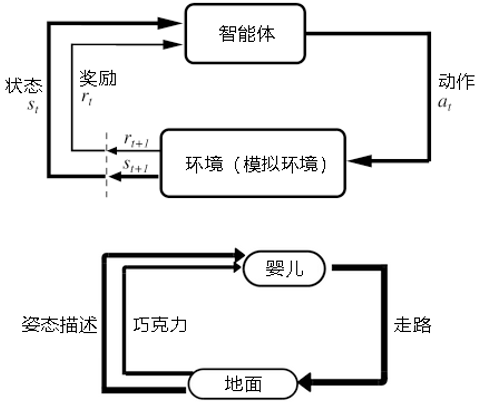 智能体
状态
s_t
奖励
r_t
动作
a_t
r_{t+1}
s_{t+1}
环境（模拟环境）
婴儿
姿态描述
巧克力
走路
地面